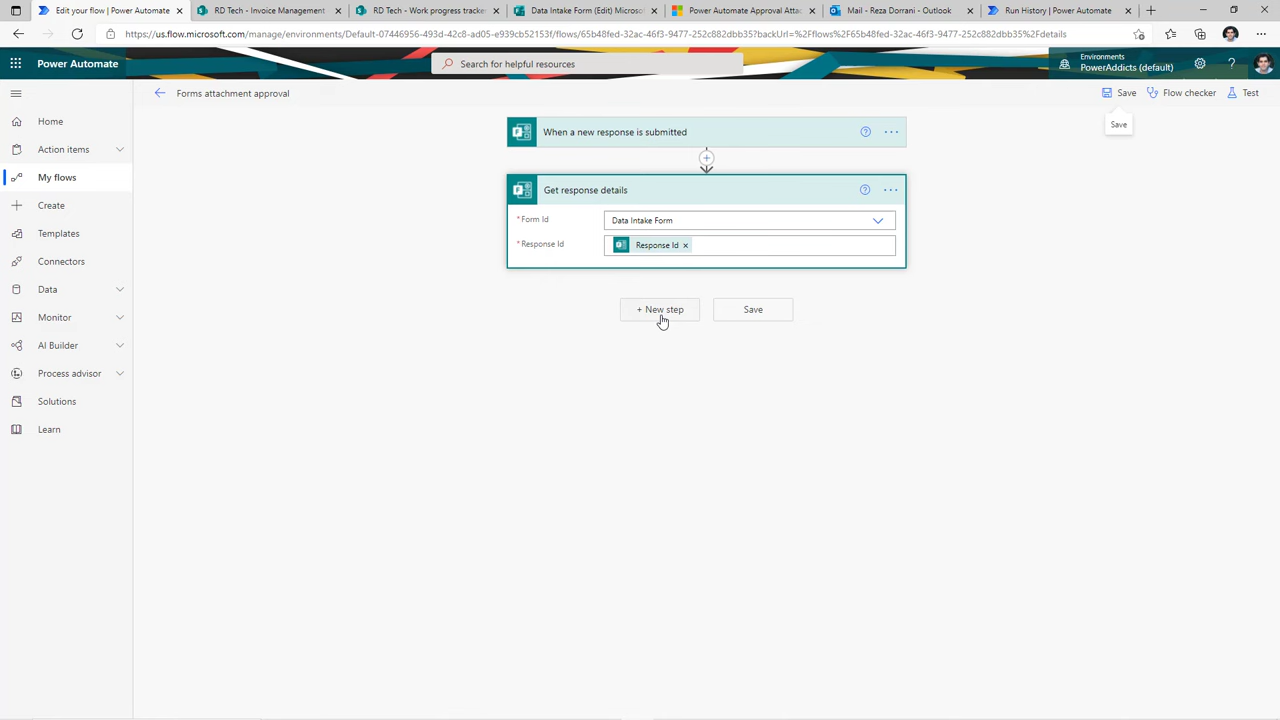 Edit your flow | Power Automate
RD Tech - Invoice Management
RD Tech - Work progress tracker
Data Intake Form (Edit) Microso
Power Automate Approval Attac
Mail - Reza Dorrani - Outlook
Run History | Power Automate
https://us.flow.microsoft.com/manage/environments/Default-07446956-493d-42c8-ad05-e939cb52153f/flows/65b48fed-32ac-46f3-9477-252c882dbb35?backUrl=%2Fflows%2F65b48fed-32ac-46f3-9477-252c882dbb35%2Fdetails
Power Automate
Search for helpful resources
Environments
PowerAddicts (default)
Forms attachment approval
Save
Flow checker
Test
Save
Home
Action items
My flows
Create
Templates
Connectors
Data
Monitor
AI Builder
Process advisor
Solutions
Learn
When a new response is submitted
Get response details
* Form Id
Data Intake Form
* Response Id
Response Id ×
+ New step
Save